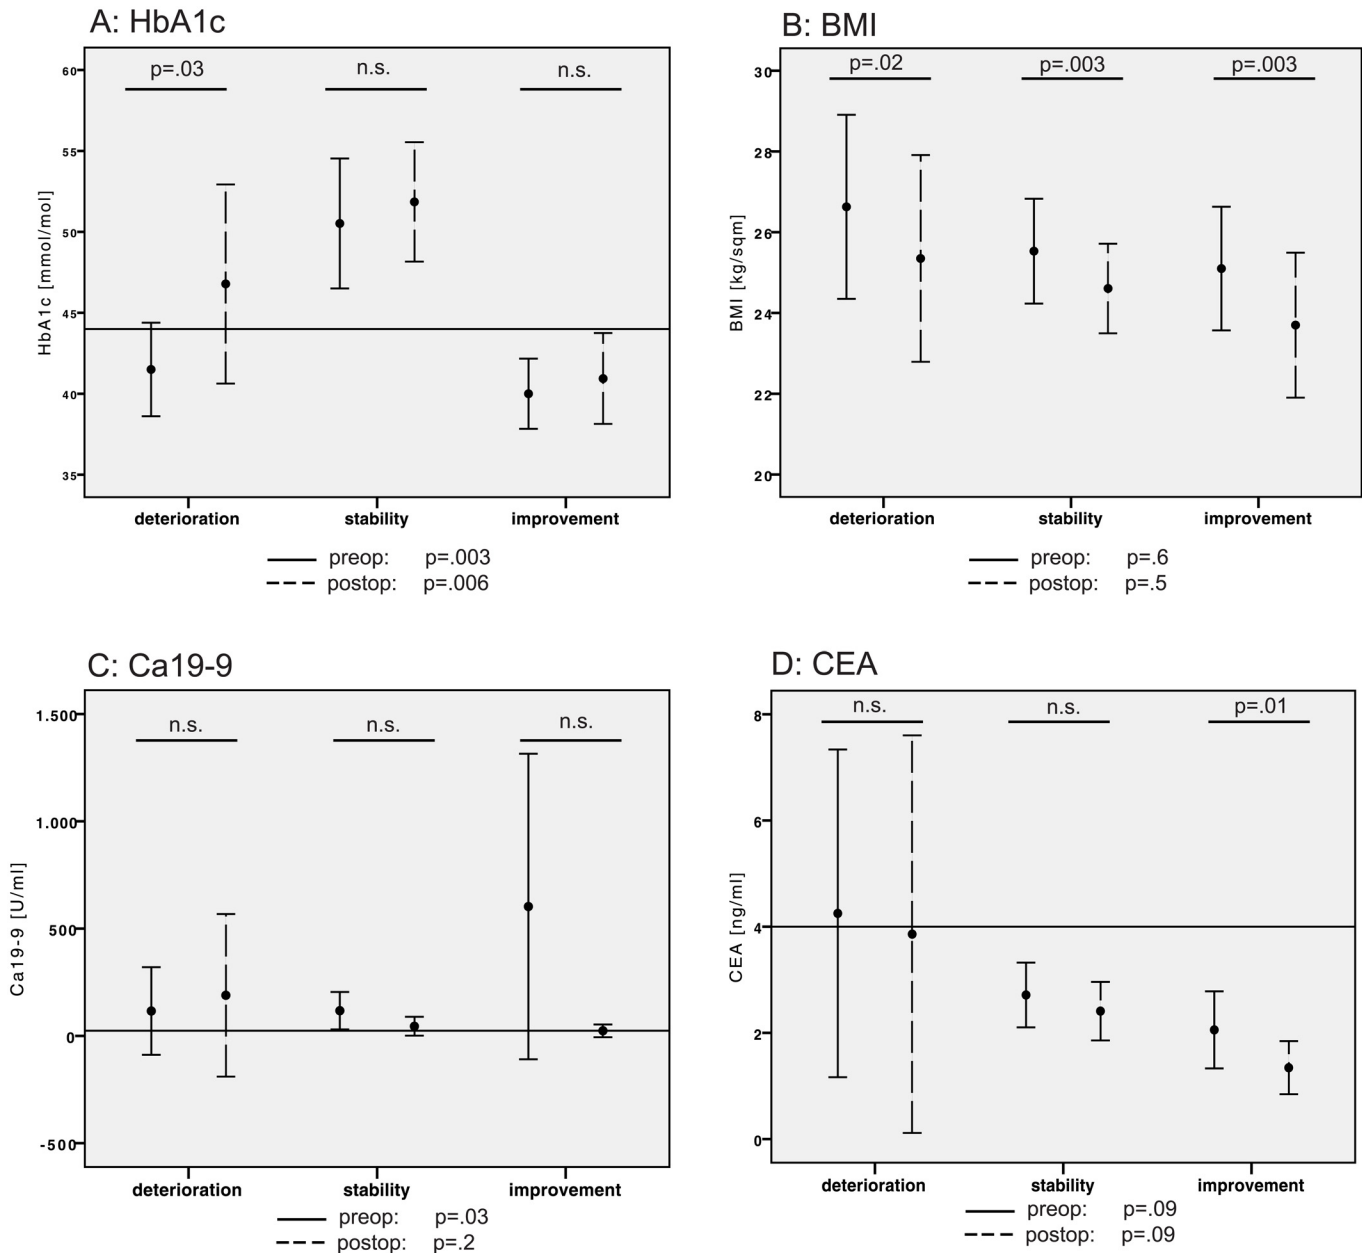 A: HbA1c
p=.03 n.s. n.s.
60
55
50
45
40
35
HbA1c [mmol/mol]
deterioration stability improvement
preop: p=.003
postop: p=.006
B: BMI
p=.02 p=.003 p=.003
30
28
26
24
22
20
BMI [kg/sqm]
deterioration stability improvement
preop: p=.6
postop: p=.5
C: Ca19-9
n.s. n.s. n.s.
1.500
1.000
500
0
-500
Ca19-9 [U/ml]
deterioration stability improvement
preop: p=.03
postop: p=.2
D: CEA
n.s. n.s. p=.01
8
6
4
2
0
CEA [ng/ml]
deterioration stability improvement
preop: p=.09
postop: p=.09